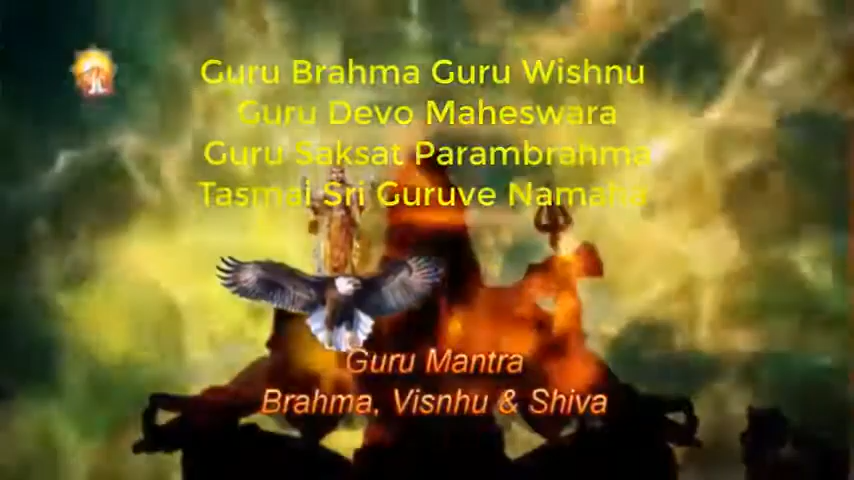 Guru Brahma Guru Wishnu
Guru Devo Maheswara
Guru Saksat Parambrahma
Tasmai Sri Guruve Namaha
Guru Mantra
Brahma, Visnhu & Shiva